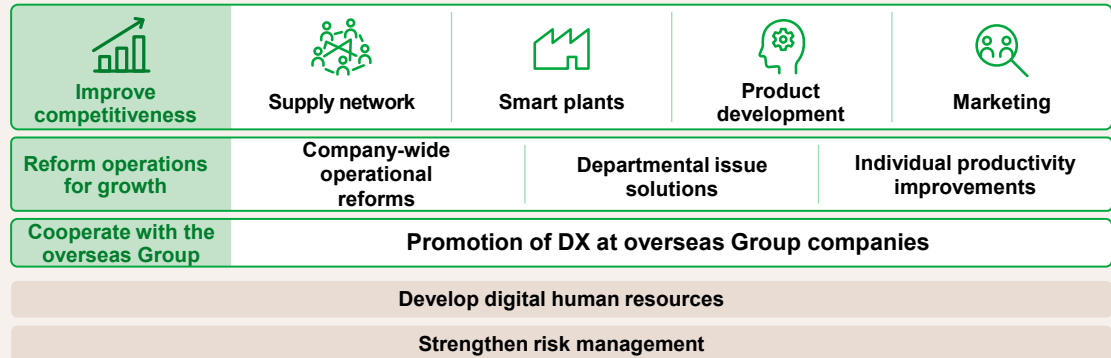 Improve
competitiveness
Supply network
Smart plants
Product
development
Marketing
Reform operations
for growth
Company-wide
operational
reforms
Departmental issue
solutions
Individual productivity
improvements
Cooperate with the
overseas Group
Promotion of DX at overseas Group companies
Develop digital human resources
Strengthen risk management